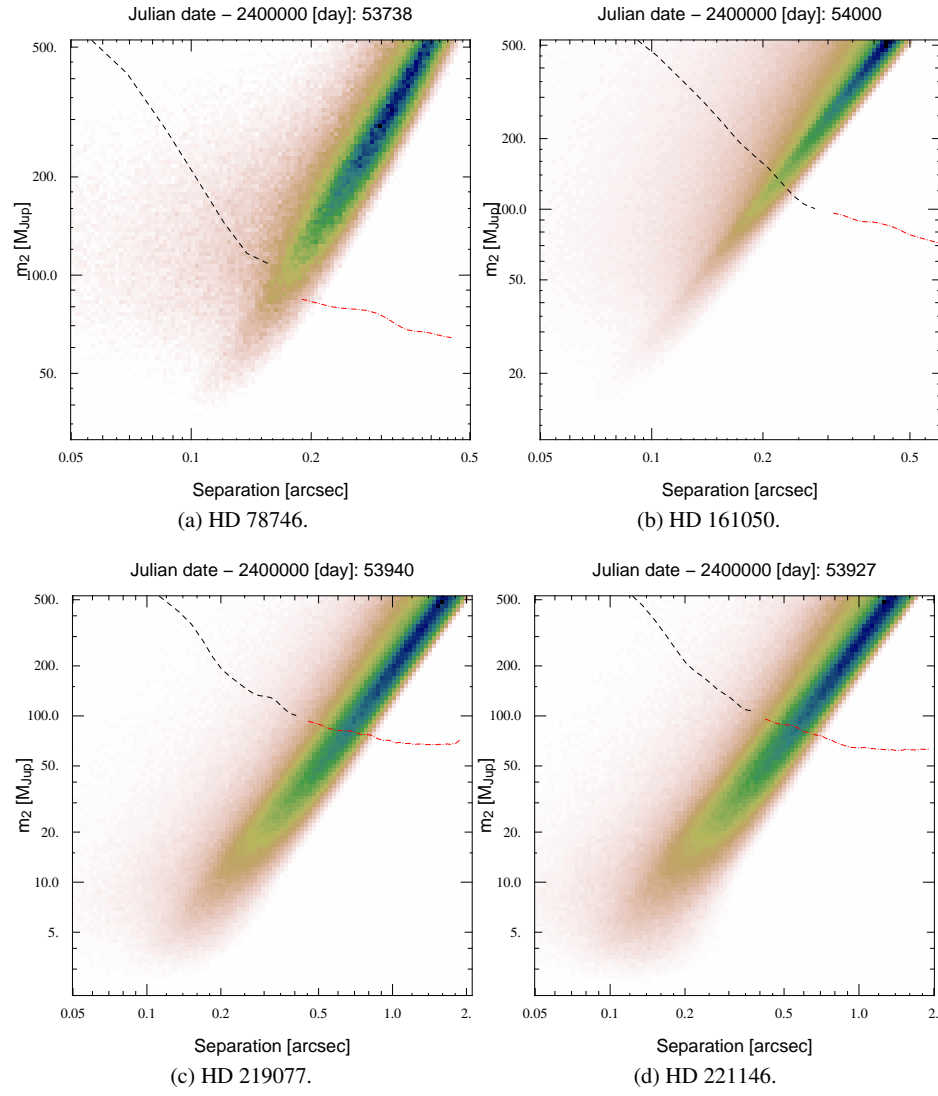 Julian date − 2400000 [day]: 53738
500.
200.
100.0
50.
m2 [MJup]
0.05
0.1
0.2
0.5
Separation [arcsec]
(a) HD 78746.
Julian date − 2400000 [day]: 54000
500.
200.
100.0
50.
20.
m2 [MJup]
0.1
0.2
0.5
Separation [arcsec]
(b) HD 161050.
Julian date − 2400000 [day]: 53940
500.
200.
100.0
50.
20.
10.0
5.
m2 [MJup]
0.05
0.1
0.2
0.5
1.0
2.
Separation [arcsec]
(c) HD 219077.
Julian date − 2400000 [day]: 53927
500.
200.
100.0
50.
20.
10.0
5.
m2 [MJup]
0.05
0.1
0.2
0.5
1.0
2.
Separation [arcsec]
(d) HD 221146.